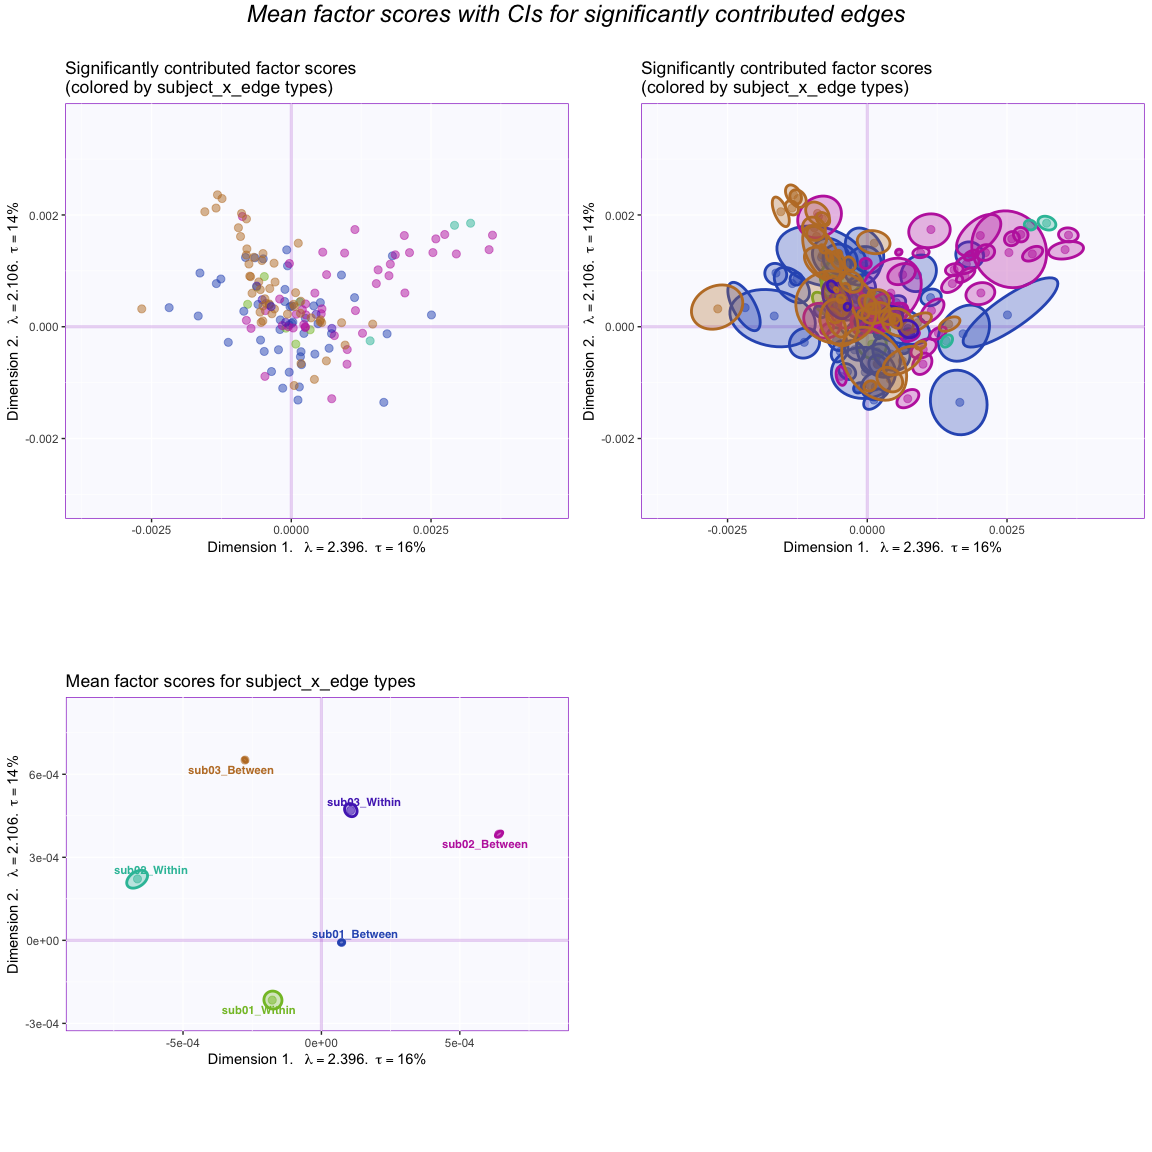 Mean factor scores with CIs for significantly contributed edges
Significantly contributed factor scores
(colored by subject_x_edge types)
Dimension 2.  λ = 2.106.  τ = 14%
0.002
0.000
-0.002
-0.0025
0.0000
0.0025
Dimension 1.  λ = 2.396.  τ = 16%
Significantly contributed factor scores
(colored by subject_x_edge types)
Dimension 2.  λ = 2.106.  τ = 14%
0.002
0.000
-0.002
-0.0025
0.0000
0.0025
Dimension 1.  λ = 2.396.  τ = 16%
Mean factor scores for subject_x_edge types
Dimension 2.  λ = 2.106.  τ = 14%
6e-04
3e-04
0e+00
-3e-04
sub03_Between
sub03_Within
sub02_Between
sub02_Within
sub01_Between
sub01_Within
-5e-04
0e+00
5e-04
Dimension 1.  λ = 2.396.  τ = 16%